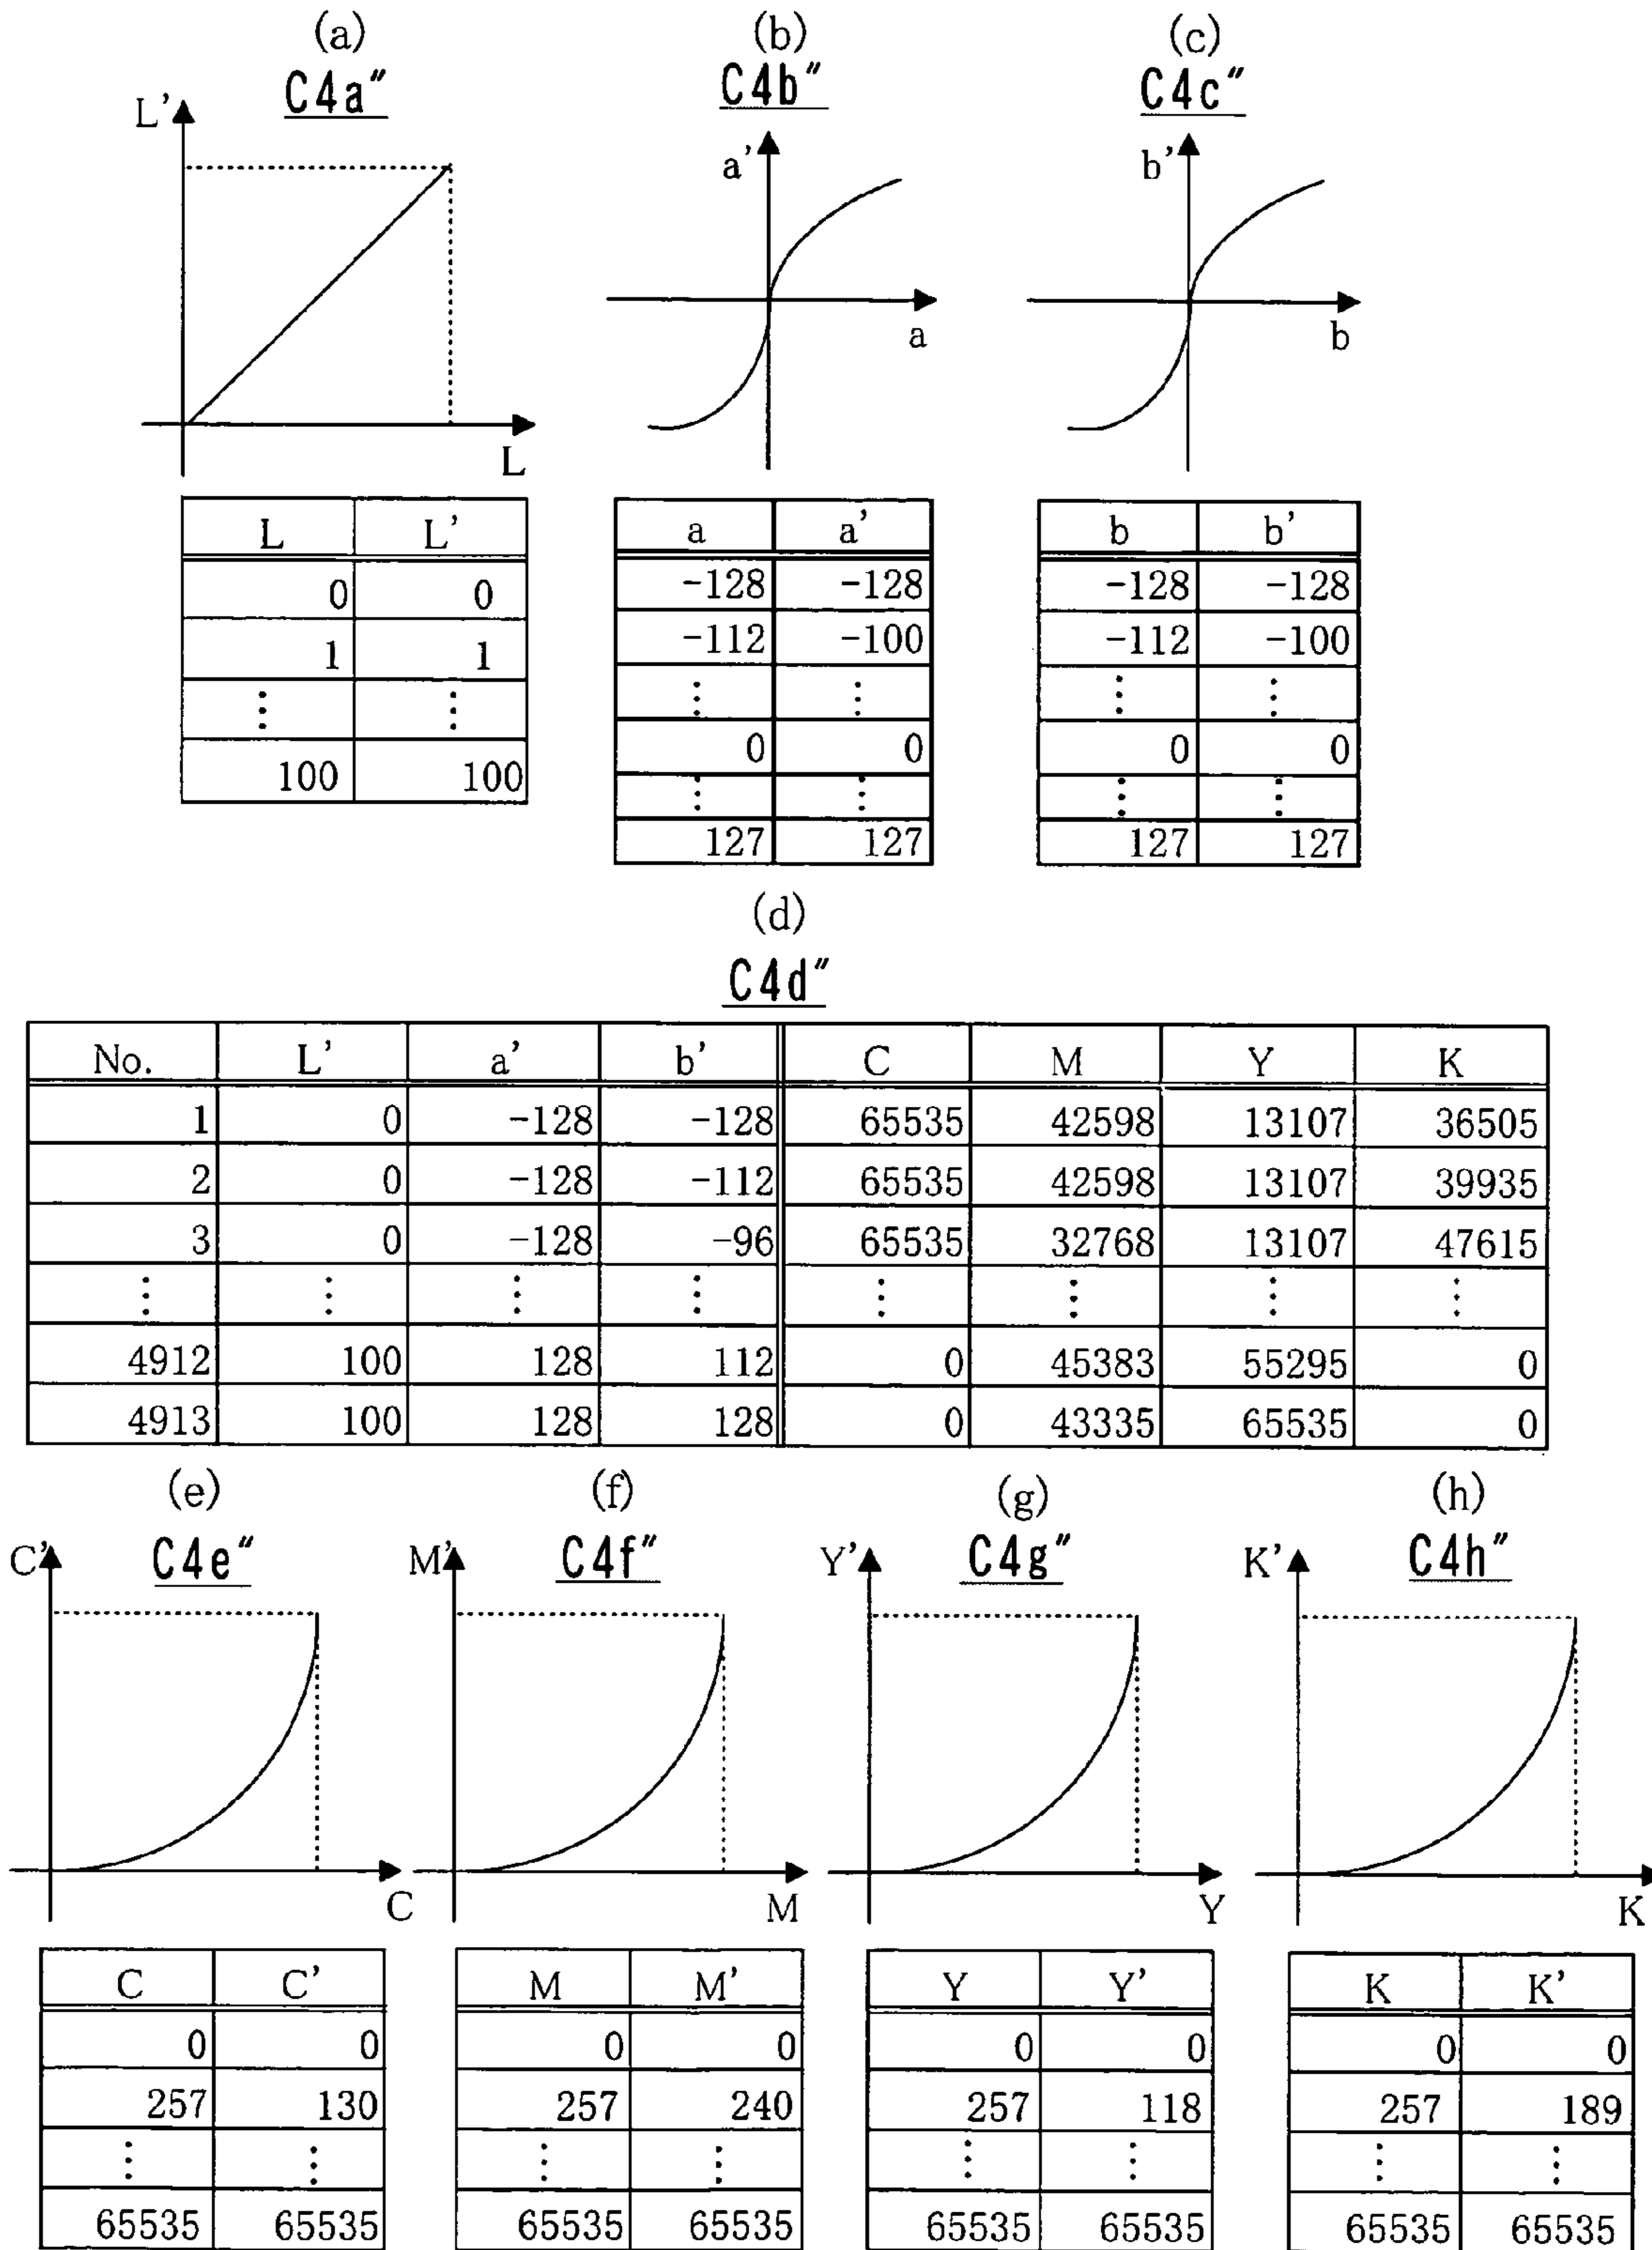 (a) (b) (c)
C4a″ C4b″ C4c″
L' a' b'
L a b
L L'
0 0
1 1
⋮ ⋮
100 100
a a'
-128 -128
-112 -100
⋮ ⋮
0 0
⋮ ⋮
127 127
b b'
-128 -128
-112 -100
⋮ ⋮
0 0
⋮ ⋮
127 127
(d)
C4d″
No. L' a' b' C M Y K
1 0 -128 -128 65535 42598 13107 36505
2 0 -128 -112 65535 42598 13107 39935
3 0 -128 -96 65535 32768 13107 47615
⋮ ⋮ ⋮ ⋮ ⋮ ⋮ ⋮ ⋮
4912 100 128 112 0 45383 55295 0
4913 100 128 128 0 43335 65535 0
(e) (f) (g) (h)
C' C4e″ M' C4f″ Y' C4g″ K' C4h″
C M Y K
C C'
0 0
257 130
⋮ ⋮
65535 65535
M M'
0 0
257 240
⋮ ⋮
65535 65535
Y Y'
0 0
257 118
⋮ ⋮
65535 65535
K K'
0 0
257 189
⋮ ⋮
65535 65535